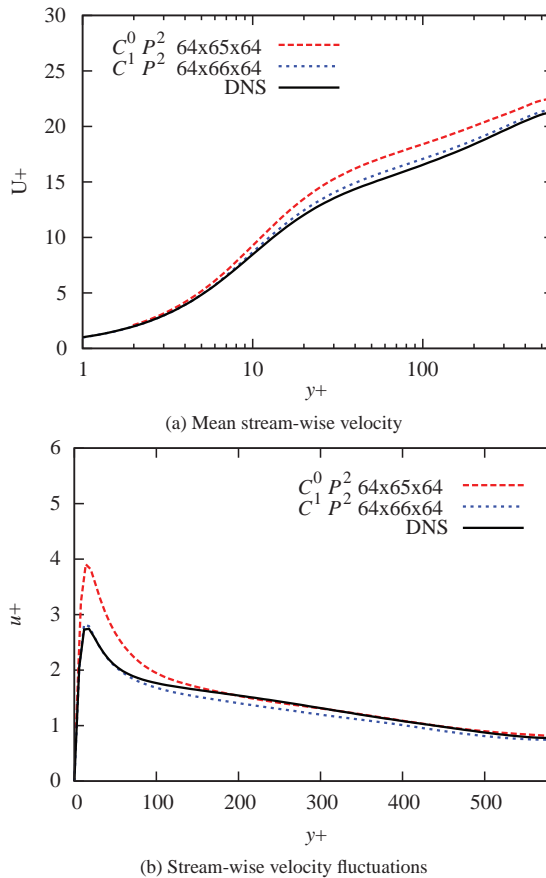 30
25
20
15
10
5
0
U+
C⁰ P² 64x65x64
C¹ P² 64x66x64
DNS
1
10
100
y+
(a) Mean stream-wise velocity
6
5
4
3
2
1
0
u+
C⁰ P² 64x65x64
C¹ P² 64x66x64
DNS
0
100
200
300
400
500
y+
(b) Stream-wise velocity fluctuations